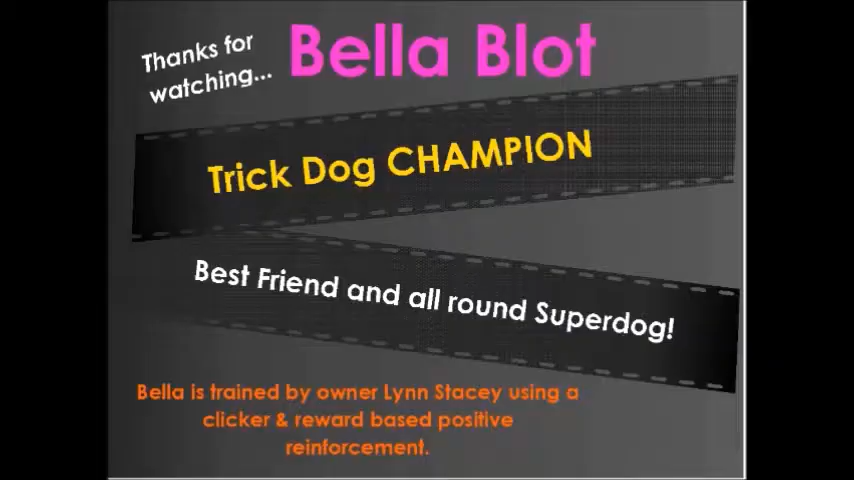 Thanks for
watching...
Bella Blot
Trick Dog CHAMPION
Best Friend and all round Superdog!
Bella is trained by owner Lynn Stacey using a
clicker & reward based positive
reinforcement.